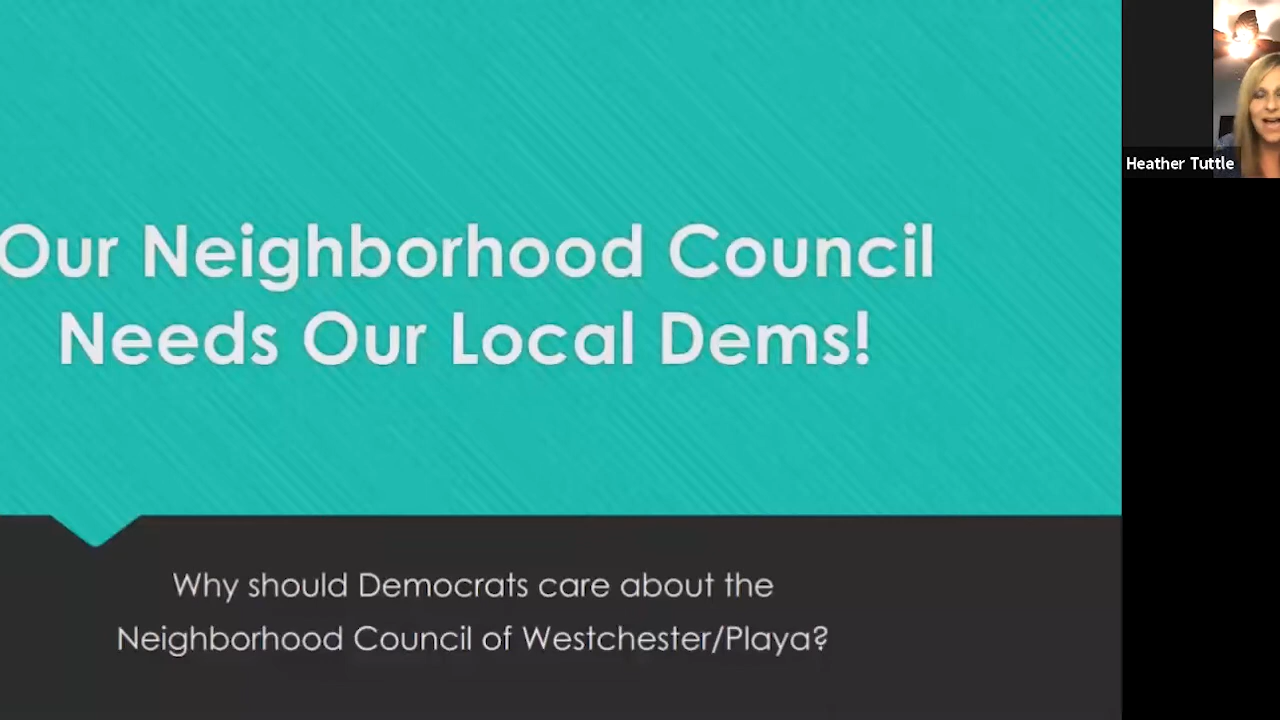 Our Neighborhood Council
Needs Our Local Dems!
Why should Democrats care about the
Neighborhood Council of Westchester/Playa?
Heather Tuttle